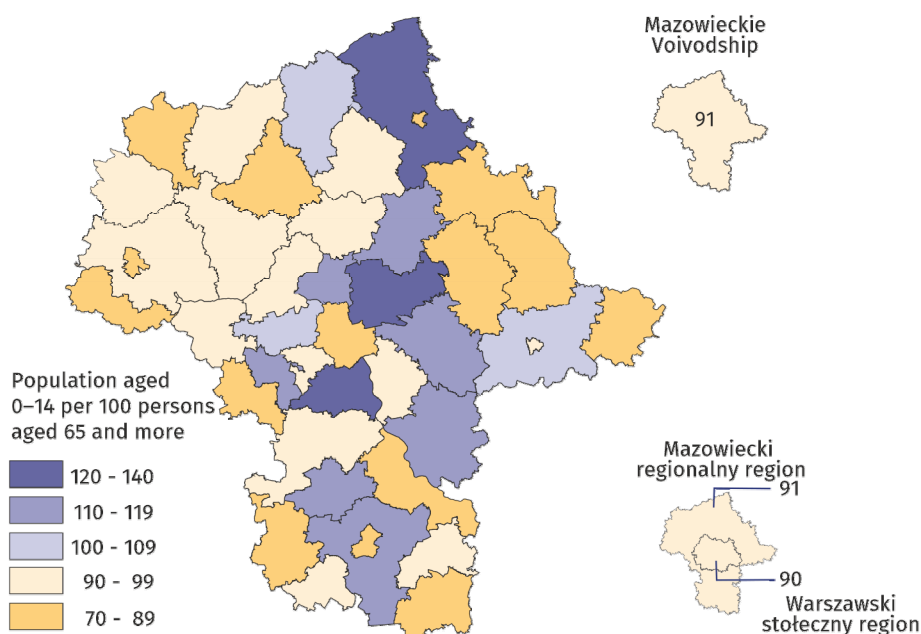 Mazowieckie
Voivodship
91
Population aged
0–14 per 100 persons
aged 65 and more
120 - 140
110 - 119
100 - 109
90 - 99
70 - 89
Mazowiecki
regionalny region
91
90
Warszawski
stołeczny region